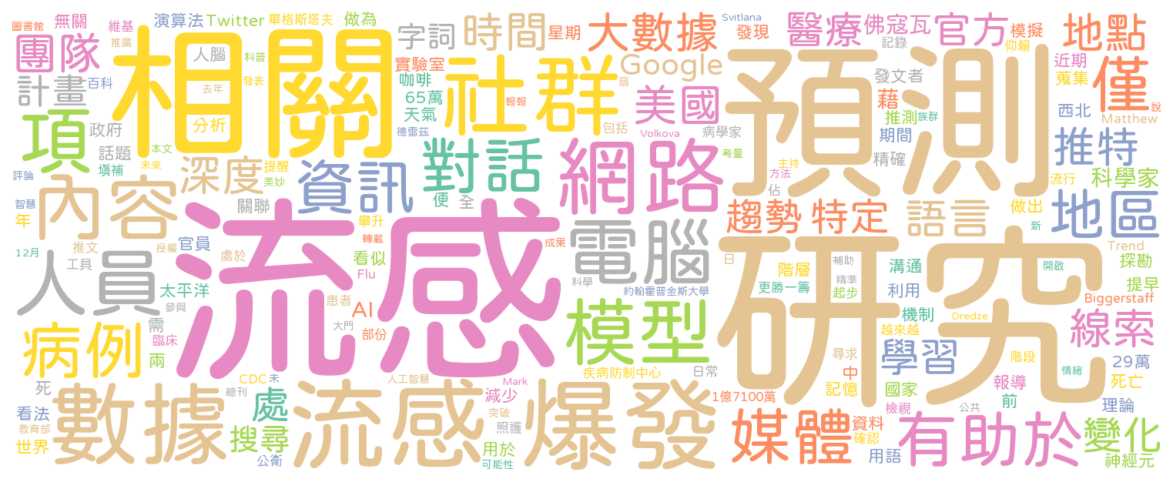 圖書館 維基 無關 演算法 Twitter 畢格斯塔夫 做為 字詞 時間 星期 大數據 Svitlana 發現 醫療 佛寇瓦 官方 模擬 地點
團隊 推廣 相關 人腦 科普 實驗室 社群 Google 預測 記錄 仰賴 近期 僅
計畫 百科 去年 發表 咖啡 65萬 天氣 扇 美國 發文者 藉 蒐集 西北 說
項 政府 分析 報報 德雷茲 包括 Volkova 病學家 推測 族群 期間 Matthew
話題 本文 填補 未來 提醒 對話 網路 考量 精確 推特
評論 深度 美妙 資訊 便 全 主持 方法 佔 流行 科學家
智慧 內容 年 關聯 攀升 趨勢 特定 語言 做出 地區 新
12月 推文 授權 官員 轉載 流感 成果 電腦 研究 Trend
人員 工具 處於 看似 Flu 科學 日 階層 補助 溝通 開啟 探勘
太平洋 參與 患者 AI 約翰霍普金斯大學 更勝一籌 精準 起步 利用 提早 Biggerstaff
病例 需 臨床 兩 大門 部份 模型 機制 Dredze 越來越 線索
死 CDC 未 人工智慧 疾病防制中心 日常 尋求 中 學習 階段 情緒 29萬
數據 總刊 處 流感 減少 Mark 爆發 1億7100萬 記憶 國家 報導 前 死亡
看法 教育部 搜尋 突破 照護 媒體 資料 檢視 公共 理論
世界 公衛 用於 可能性 確認 用語 有助於 變化 神經元